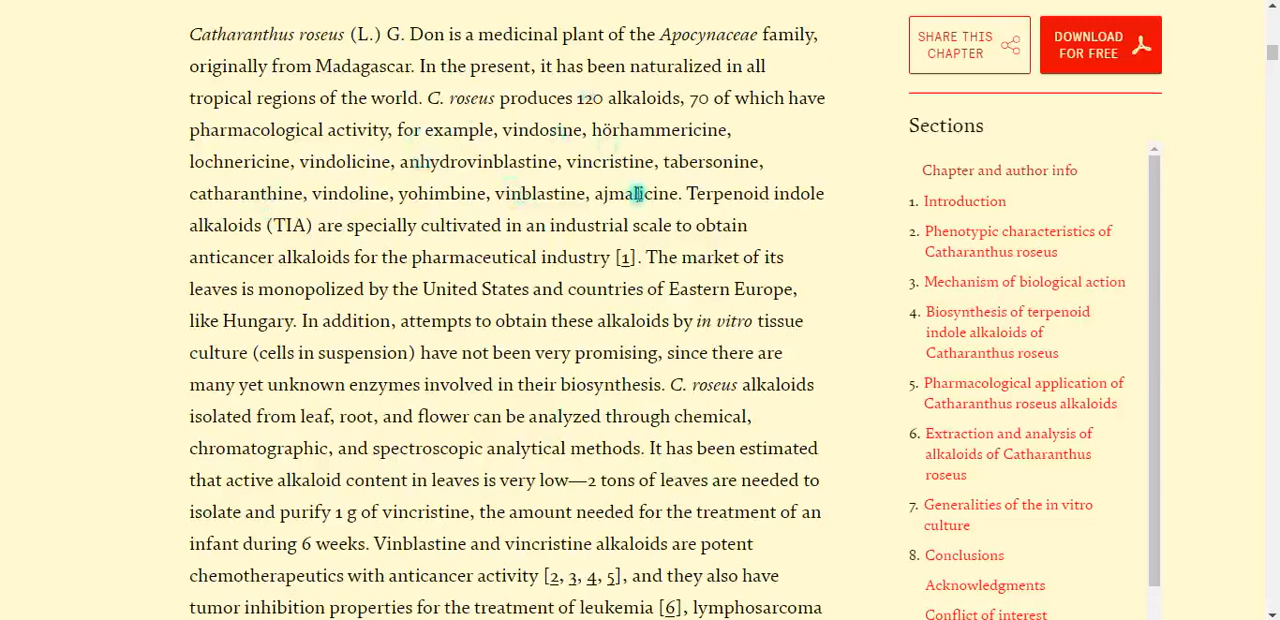 Catharanthus roseus (L.) G. Don is a medicinal plant of the Apocynaceae family,
originally from Madagascar. In the present, it has been naturalized in all
tropical regions of the world. C. roseus produces 120 alkaloids, 70 of which have
pharmacological activity, for example, vindosine, hörhammericine,
lochnericine, vindolicine, anhydrovinblastine, vincristine, tabersonine,
catharanthine, vindoline, yohimbine, vinblastine, ajmalicine. Terpenoid indole
alkaloids (TIA) are specially cultivated in an industrial scale to obtain
anticancer alkaloids for the pharmaceutical industry [1]. The market of its
leaves is monopolized by the United States and countries of Eastern Europe,
like Hungary. In addition, attempts to obtain these alkaloids by in vitro tissue
culture (cells in suspension) have not been very promising, since there are
many yet unknown enzymes involved in their biosynthesis. C. roseus alkaloids
isolated from leaf, root, and flower can be analyzed through chemical,
chromatographic, and spectroscopic analytical methods. It has been estimated
that active alkaloid content in leaves is very low—2 tons of leaves are needed to
isolate and purify 1 g of vincristine, the amount needed for the treatment of an
infant during 6 weeks. Vinblastine and vincristine alkaloids are potent
chemotherapeutics with anticancer activity [2, 3, 4, 5], and they also have
tumor inhibition properties for the treatment of leukemia [6], lymphosarcoma
SHARE THIS
CHAPTER
DOWNLOAD
FOR FREE
Sections
Chapter and author info
1. Introduction
2. Phenotypic characteristics of
Catharanthus roseus
3. Mechanism of biological action
4. Biosynthesis of terpenoid
indole alkaloids of
Catharanthus roseus
5. Pharmacological application of
Catharanthus roseus alkaloids
6. Extraction and analysis of
alkaloids of Catharanthus
roseus
7. Generalities of the in vitro
culture
8. Conclusions
Acknowledgments
Conflict of interest